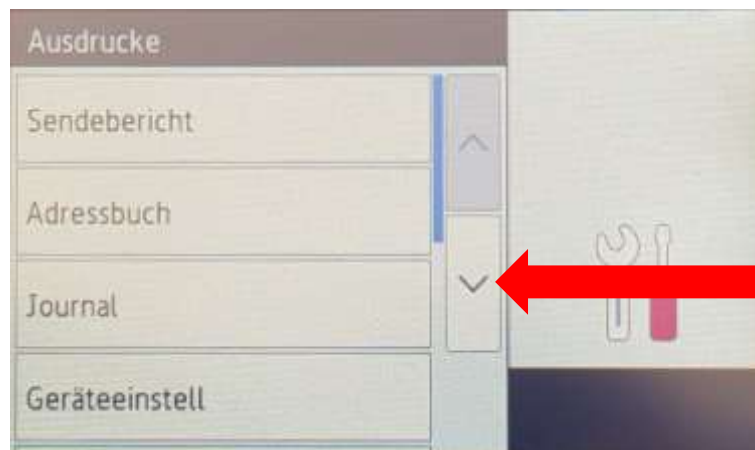 Ausdrucke
Sendebericht
Adressbuch
Journal
Geräteeinstell